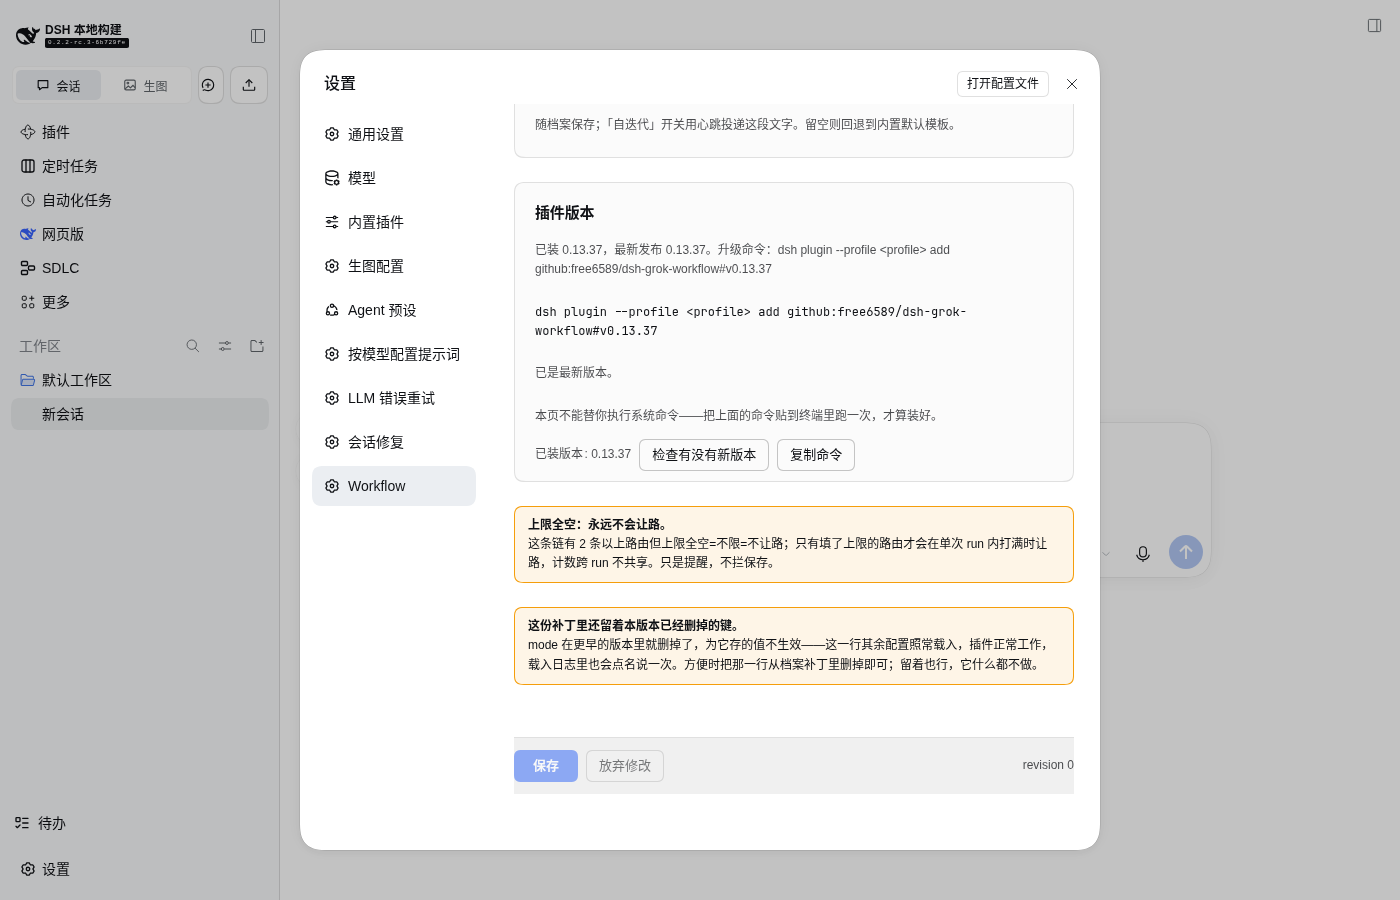 DSH 本地构建
0.2.2-rc.3-6b729fe
会话
生图
插件
定时任务
自动化任务
网页版
SDLC
更多
工作区
默认工作区
新会话
待办
设置
设置
打开配置文件
通用设置
模型
内置插件
生图配置
Agent 预设
按模型配置提示词
LLM 错误重试
会话修复
Workflow
随档案保存；「自迭代」开关用心跳投递这段文字。留空则回退到内置默认模板。
插件版本
已装 0.13.37，最新发布 0.13.37。升级命令：dsh plugin --profile <profile> add
github:free6589/dsh-grok-workflow#v0.13.37
dsh plugin --profile <profile> add github:free6589/dsh-grok-
workflow#v0.13.37
已是最新版本。
本页不能替你执行系统命令——把上面的命令贴到终端里跑一次，才算装好。
已装版本: 0.13.37
检查有没有新版本
复制命令
上限全空：永远不会让路。
这条链有 2 条以上路由但上限全空=不限=不让路；只有填了上限的路由才会在单次 run 内打满时让
路，计数跨 run 不共享。只是提醒，不拦保存。
这份补丁里还留着本版本已经删掉的键。
mode 在更早的版本里就删掉了，为它存的值不生效——这一行其余配置照常载入，插件正常工作，
载入日志里也会点名说一次。方便时把那一行从档案补丁里删掉即可；留着也行，它什么都不做。
保存
放弃修改
revision 0